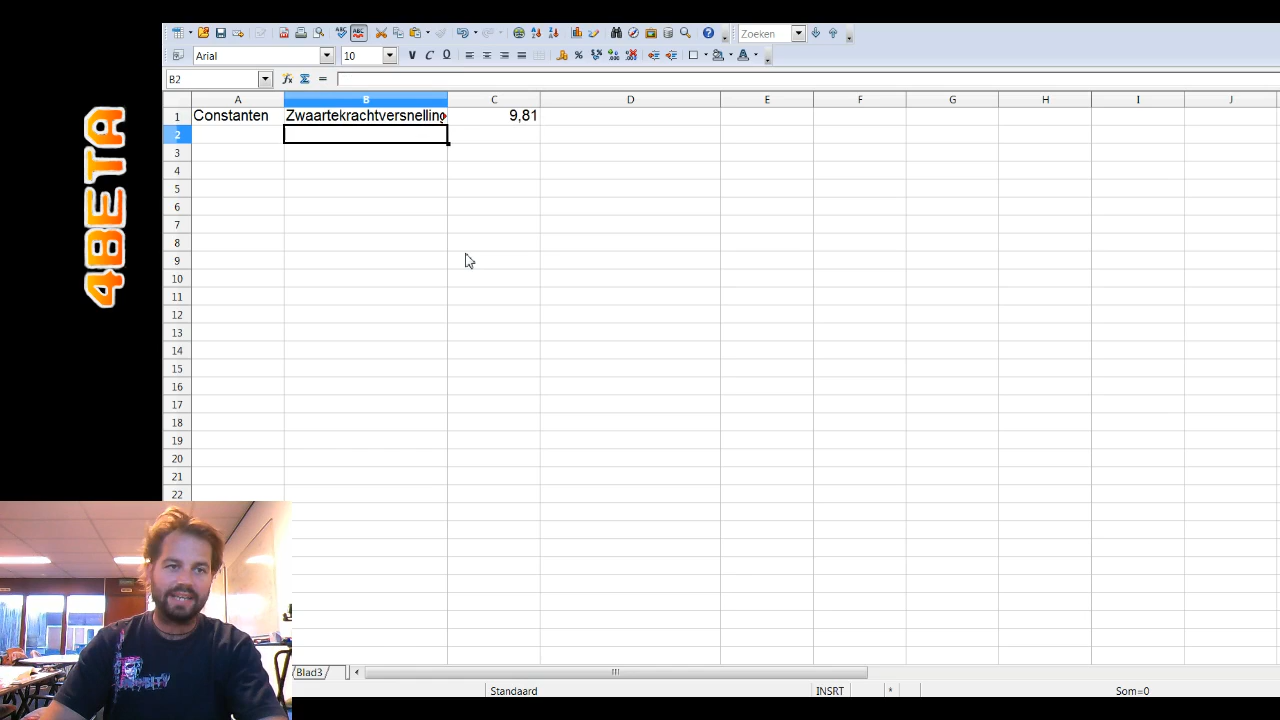 4BETA
Zoeken
Arial
10
B2
A B C D E F G H I J
1 Constanten Zwaartekrachtversnelling 9,81
2
3
4
5
6
7
8
9
10
11
12
13
14
15
16
17
18
19
20
21
22
Blad3
Standaard INSRT * Som=0